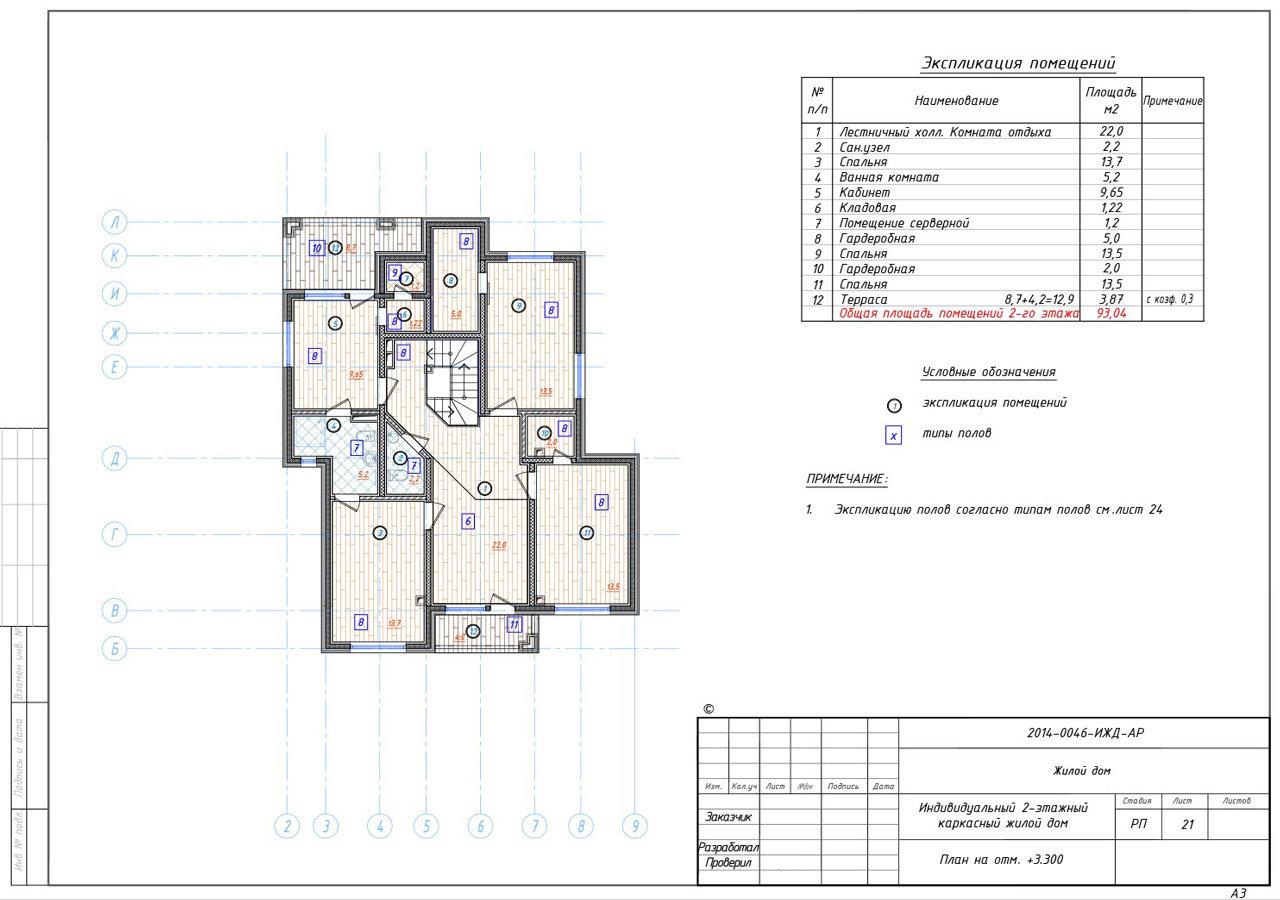 Экспликация помещений
№ п/п Наименование Площадь м2 Примечание
1 Лестничный холл. Комната отдыха 22,0
2 Сан.узел 2,2
3 Спальня 13,7
4 Ванная комната 5,2
5 Кабинет 9,65
6 Кладовая 1,22
7 Помещение серверной 1,2
8 Гардеробная 5,0
9 Спальня 13,5
10 Гардеробная 2,0
11 Спальня 13,5
12 Терраса 8,7+4,2=12,9 3,87 с коэф. 0,3
Общая площадь помещений 2-го этажа 93,04
Условные обозначения
1 экспликация помещений
x типы полов
ПРИМЕЧАНИЕ:
1. Экспликацию полов согласно типам полов см.лист 24
Л
К
И
Ж
Е
Д
Г
В
Б
10 12 8,7
8
9 7 1,2
8
9
8 6 1,22
5,0
8
5
8
8
9,65
13,5
4
10 8
2,0
7
2 7
5,2
2,2
1
8
6
3
11
22,0
13,5
8
13,7
12 11
4,2
2 3 4 5 6 7 8 9
Взамен инв. №
Подпись и дата
Инв № подл.
©
2014-0046-ИЖД-АР
Жилой дом
Изм. Кол.уч Лист №док Подпись Дата
Индивидуальный 2-этажный
каркасный жилой дом
Стадия Лист Листов
РП 21
Заказчик
Разработал
Проверил
План на отм. +3.300
А3